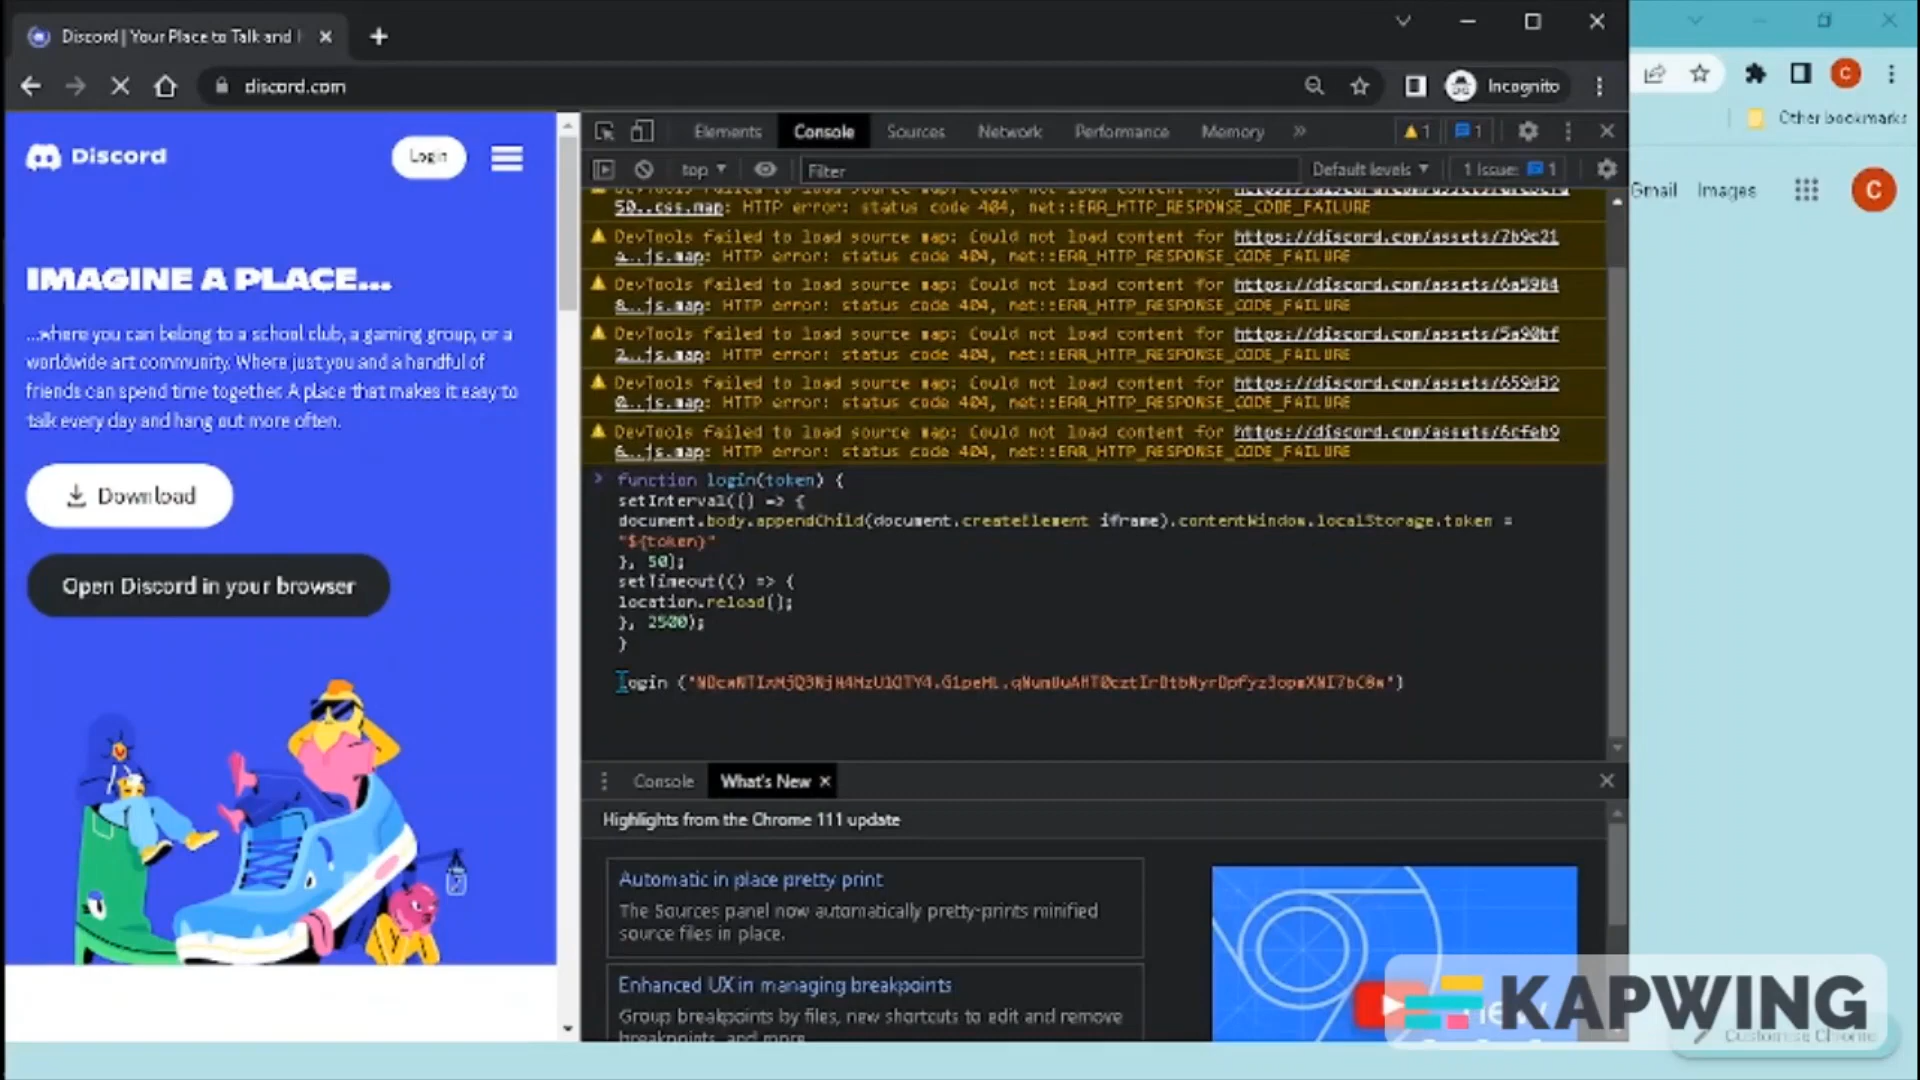 Discord | Your Place to Talk and
discord.com
Incognito
Other bookmarks
Discord
Login
Elements Console Sources Network Performance Memory
1 1
top Filter Default levels 1 Issue: 1
Gmail Images C
50..css.map: HTTP error: status code 404, net::ERR_HTTP_RESPONSE_CODE_FAILURE
DevTools failed to load source map: Could not load content for https://discord.com/assets/7b9c21
a..js.map: HTTP error: status code 404, net::ERR_HTTP_RESPONSE_CODE_FAILURE
DevTools failed to load source map: Could not load content for https://discord.com/assets/6a5984
8..js.map: HTTP error: status code 404, net::ERR_HTTP_RESPONSE_CODE_FAILURE
DevTools failed to load source map: Could not load content for https://discord.com/assets/5a90bf
2..js.map: HTTP error: status code 404, net::ERR_HTTP_RESPONSE_CODE_FAILURE
DevTools failed to load source map: Could not load content for https://discord.com/assets/659d32
0..js.map: HTTP error: status code 404, net::ERR_HTTP_RESPONSE_CODE_FAILURE
DevTools failed to load source map: Could not load content for https://discord.com/assets/6cfeb9
6..js.map: HTTP error: status code 404, net::ERR_HTTP_RESPONSE_CODE_FAILURE
IMAGINE A PLACE...
...where you can belong to a school club, a gaming group, or a
worldwide art community. Where just you and a handful of
friends can spend time together. A place that makes it easy to
talk every day and hang out more often.
Download
Open Discord in your browser
function login(token) {
setInterval(() => {
document.body.appendChild(document.createElement `iframe`).contentWindow.localStorage.token =
`"${token}"`
}, 50);
setTimeout(() => {
location.reload();
}, 2500);
}
login ("")
Console What's New
Highlights from the Chrome 111 update
Automatic in place pretty print
The Sources panel now automatically pretty-prints minified
source files in place.
Enhanced UX in managing breakpoints
Group breakpoints by files, new shortcuts to edit and remove
breakpoints, and more.
new
KAPWING
Customise Chrome